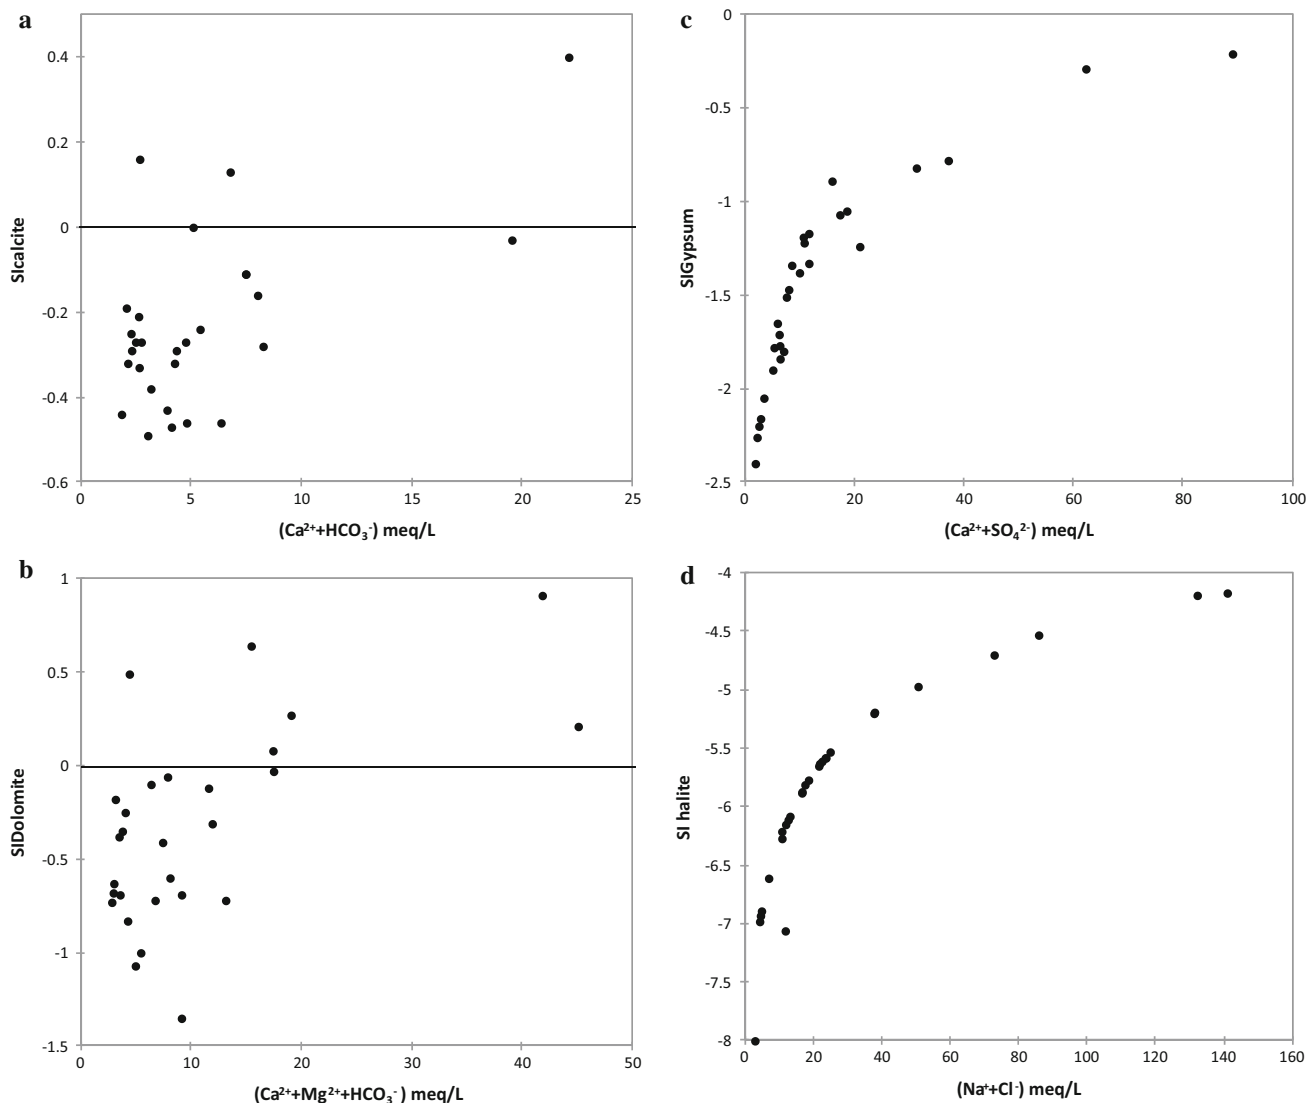 a
0.4
0.2
0
-0.2
-0.4
-0.6
SIcalcite
0 5 10 15 20 25
(Ca²⁺+HCO₃⁻) meq/L
c
0
-0.5
-1
-1.5
-2
-2.5
SIGypsum
0 20 40 60 80 100
(Ca²⁺+SO₄²⁻) meq/L
b
1
0.5
0
-0.5
-1
-1.5
SIDolomite
0 10 20 30 40 50
(Ca²⁺+Mg²⁺+HCO₃⁻) meq/L
d
-4
-4.5
-5
-5.5
-6
-6.5
-7
-7.5
-8
SI halite
0 20 40 60 80 100 120 140 160
(Na⁺+Cl⁻) meq/L